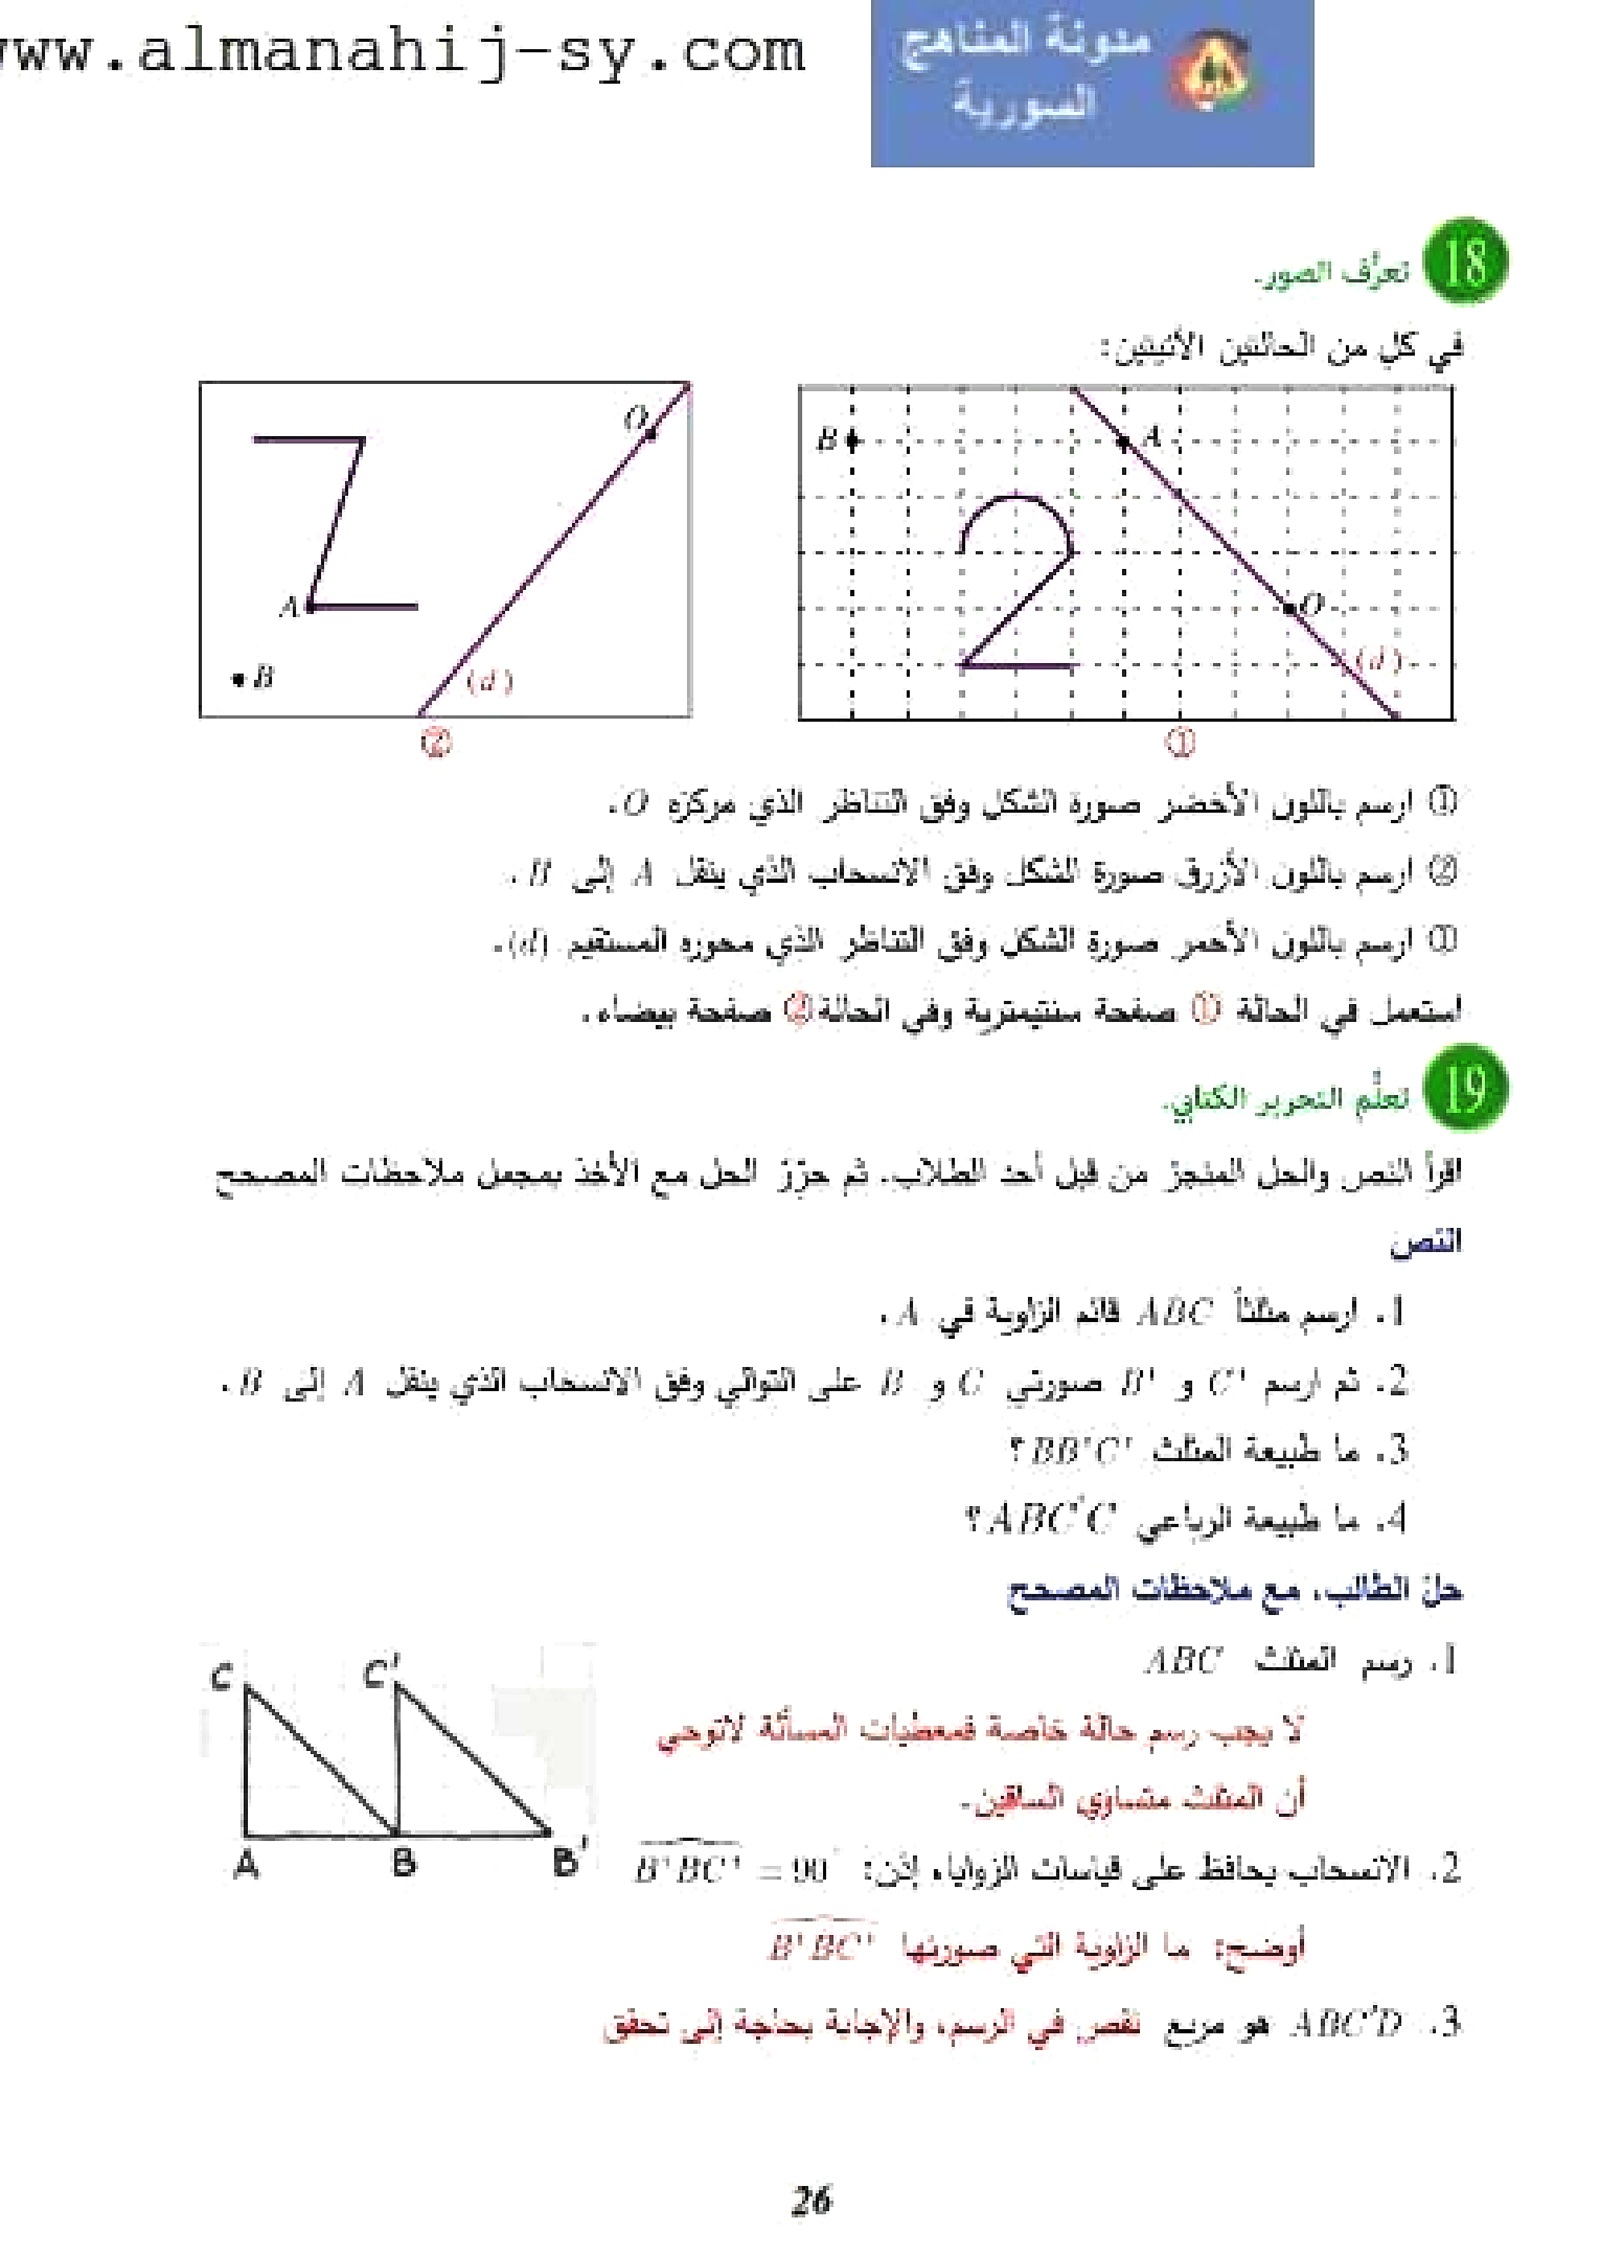 www.almanahij-sy.com
مدونة المناهج
السورية
18 تعرَّف الصور.
في كل من الحالتين الآتيتين:
O
A
B
(d)
②
B
A
O
(d)
①
① ارسم باللون الأخضر صورة الشكل وفق التناظر الذي مركزه O.
② ارسم باللون الأزرق صورة الشكل وفق الانسحاب الذي ينقل A إلى B.
① ارسم باللون الأحمر صورة الشكل وفق التناظر الذي محوره المستقيم (d).
استعمل في الحالة ① صفحة سنتيمترية وفي الحالة ② صفحة بيضاء.
19 تعلَّم التحرير الكتابي.
اقرأ النص والحل المنجز من قبل أحد الطلاب. ثم حرّرْ الحل مع الأخذ بمجمل ملاحظات المصحح
النص
1. ارسم مثلثاً ABC قائم الزاوية في A.
2. ثم ارسم C' و B' صورتي C و B على التوالي وفق الانسحاب الذي ينقل A إلى B.
3. ما طبيعة المثلث BB'C'؟
4. ما طبيعة الرباعي ABC'C؟
حلّ الطالب، مع ملاحظات المصحح
1. رسم المثلث ABC
لا يجب رسم حالة خاصة فمعطيات المسألة لاتوحي
أن المثلث متساوي الساقين.
C C'
A B B'
2. الانسحاب يحافظ على قياسات الزوايا، إذن: B'BC' = 90°
أوضح: ما الزاوية التي صورتها B'BC'
3. ABC'D هو مربع نقص في الرسم، والإجابة بحاجة إلى تحقق
26